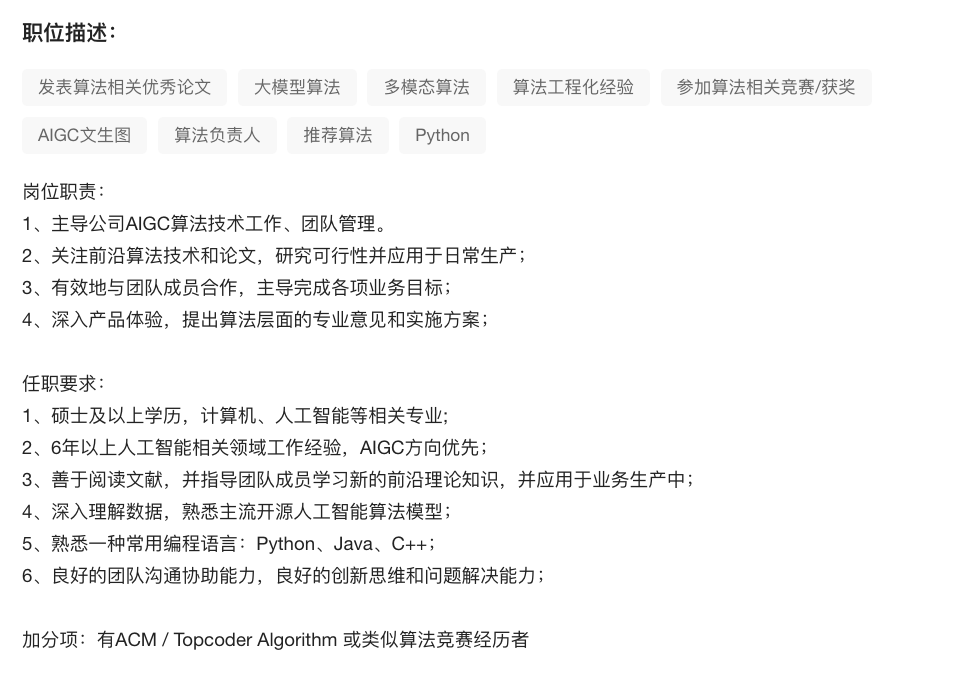 职位描述：
发表算法相关优秀论文 大模型算法 多模态算法 算法工程化经验 参加算法相关竞赛/获奖
AIGC文生图 算法负责人 推荐算法 Python
岗位职责：
1、主导公司AIGC算法技术工作、团队管理。
2、关注前沿算法技术和论文，研究可行性并应用于日常生产；
3、有效地与团队成员合作，主导完成各项业务目标；
4、深入产品体验，提出算法层面的专业意见和实施方案；
任职要求：
1、硕士及以上学历，计算机、人工智能等相关专业;
2、6年以上人工智能相关领域工作经验，AIGC方向优先；
3、善于阅读文献，并指导团队成员学习新的前沿理论知识，并应用于业务生产中；
4、深入理解数据，熟悉主流开源人工智能算法模型；
5、熟悉一种常用编程语言：Python、Java、C++；
6、良好的团队沟通协助能力，良好的创新思维和问题解决能力；
加分项：有ACM / Topcoder Algorithm 或类似算法竞赛经历者